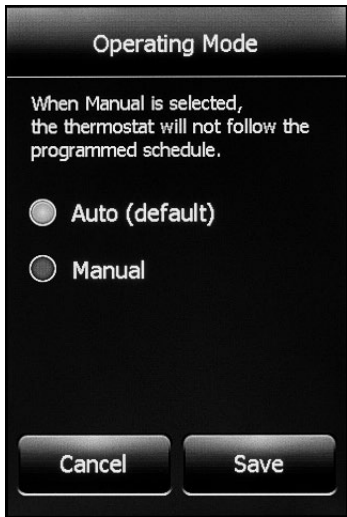 Operating Mode
When Manual is selected,
the thermostat will not follow the
programmed schedule.
Auto (default)
Manual
Cancel
Save